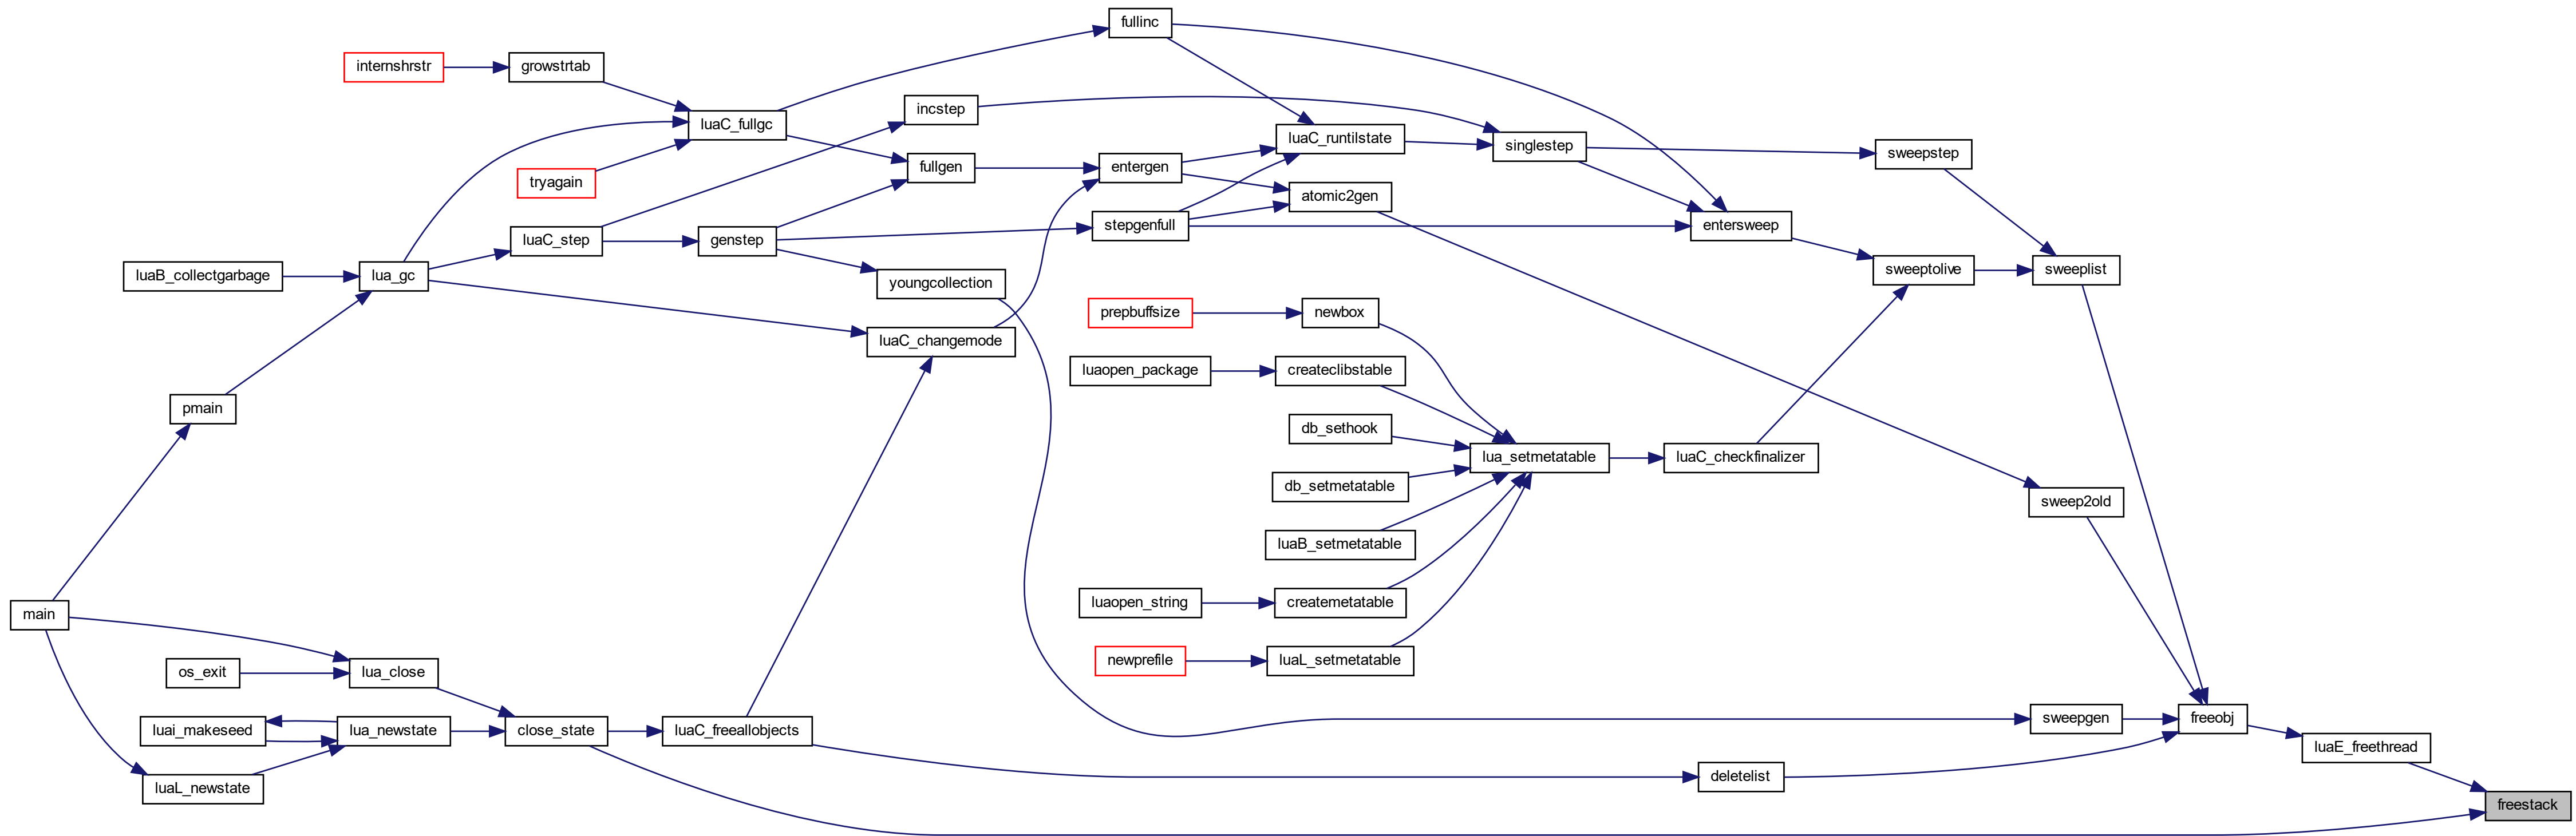 fullinc
internshrstr
growstrtab
incstep
luaC_fullgc
luaC_runtilstate
singlestep
sweepstep
tryagain
fullgen
entergen
atomic2gen
stepgenfull
entersweep
luaC_step
genstep
luaB_collectgarbage
lua_gc
youngcollection
sweeptolive
sweeplist
prepbuffsize
newbox
luaC_changemode
luaopen_package
createclibstable
pmain
db_sethook
lua_setmetatable
luaC_checkfinalizer
db_setmetatable
sweep2old
luaB_setmetatable
main
luaopen_string
createmetatable
os_exit
lua_close
newprefile
luaL_setmetatable
luai_makeseed
lua_newstate
close_state
luaC_freeallobjects
sweepgen
freeobj
luaE_freethread
luaL_newstate
deletelist
freestack